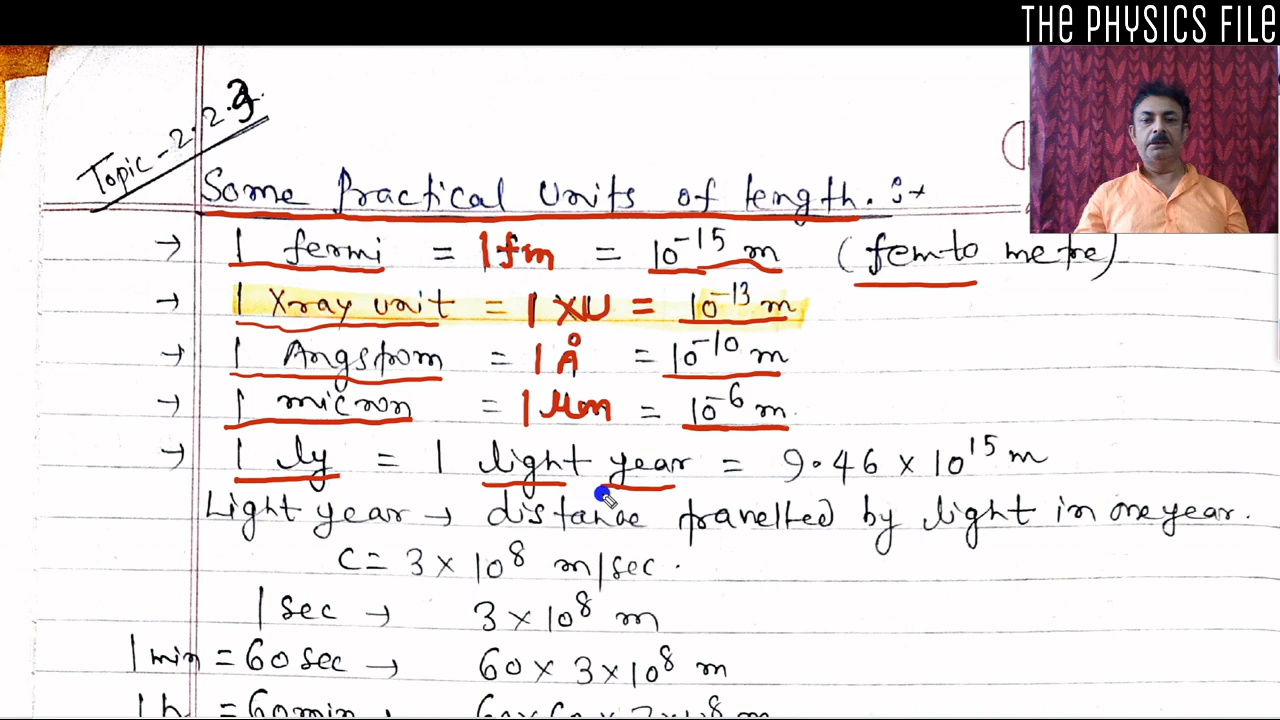 THE PHYSICS FILE
Topic-2.2.3.
Some Practical Units of length. :→
→ 1 fermi = 1fm = 10⁻¹⁵ m (femto metre)
→ 1 Xray unit = 1 XU = 10⁻¹³ m
→ 1 Angstrom = 1 Å = 10⁻¹⁰ m
→ 1 micron = 1 μm = 10⁻⁶ m.
→ 1 ly = 1 light year = 9.46 × 10¹⁵ m
Light year → distance travelled by light in one year.
C = 3 × 10⁸ m/sec.
1 sec → 3 × 10⁸ m
1 min = 60 sec → 60 × 3 × 10⁸ m
= 60 min